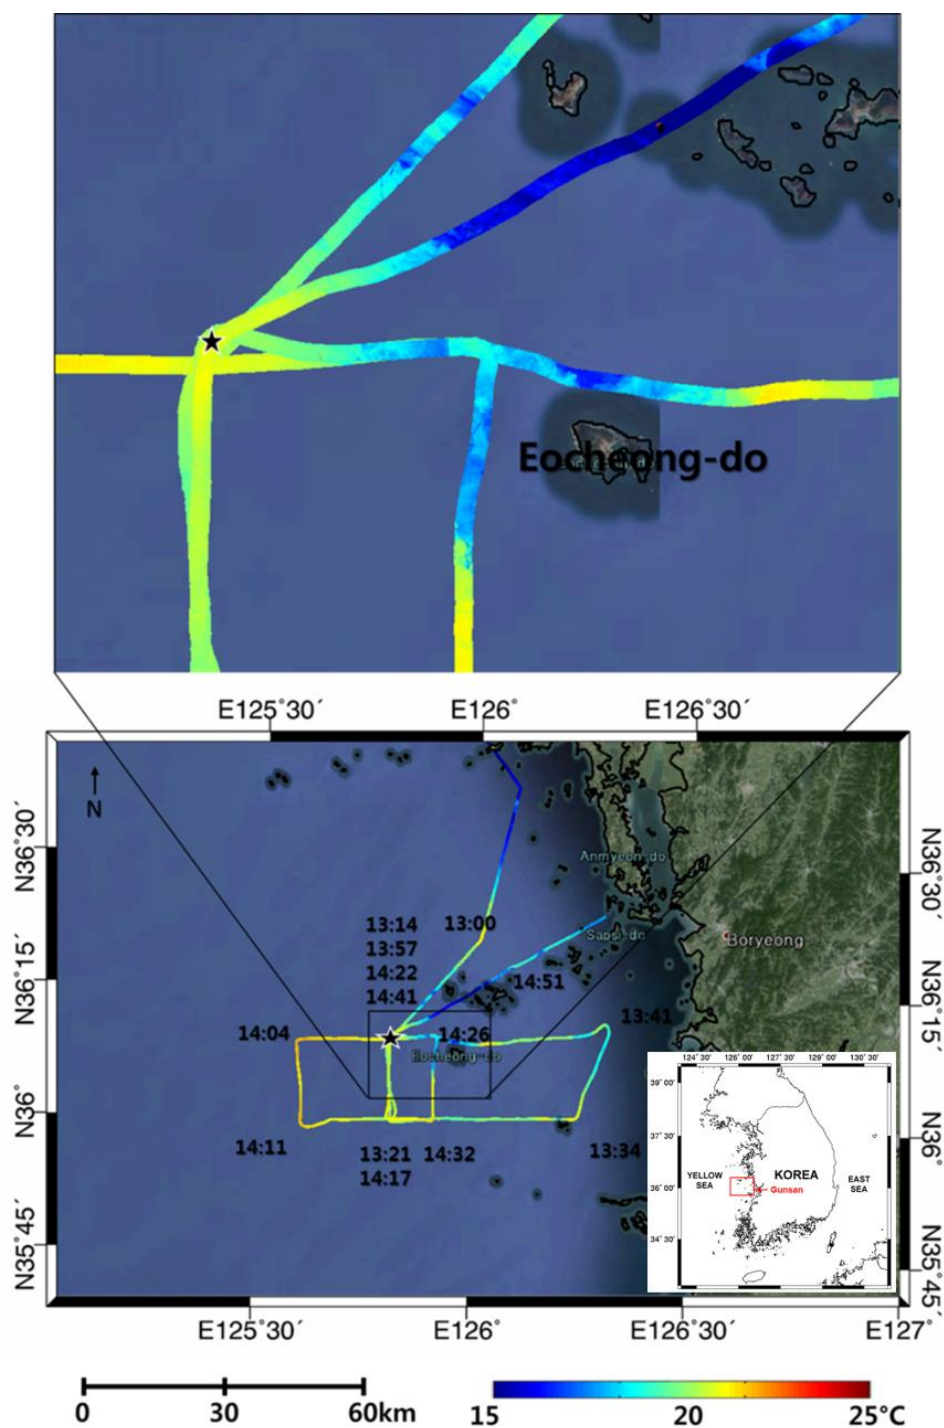 Eocheong-do
E125°30´ E126° E126°30´
N
N36°30´
N36°15´
N36°
N35°45´
N36°30´
N36°15´
N36°
N35°45´
Anmyeon-do
13:14
13:57
14:22
14:41
13:00
Sapsi-do
Boryeong
14:51
13:41
14:04
14:26
Eocheong-do
14:11
13:21
14:17
14:32
13:34
124°30' 126°00' 127°30' 129°00' 130°30'
39°00'
37°30'
36°00'
34°30'
YELLOW
SEA
KOREA
EAST
SEA
Gunsan
E125°30´ E126° E126°30´ E127°
0 30 60km
15 20 25°C